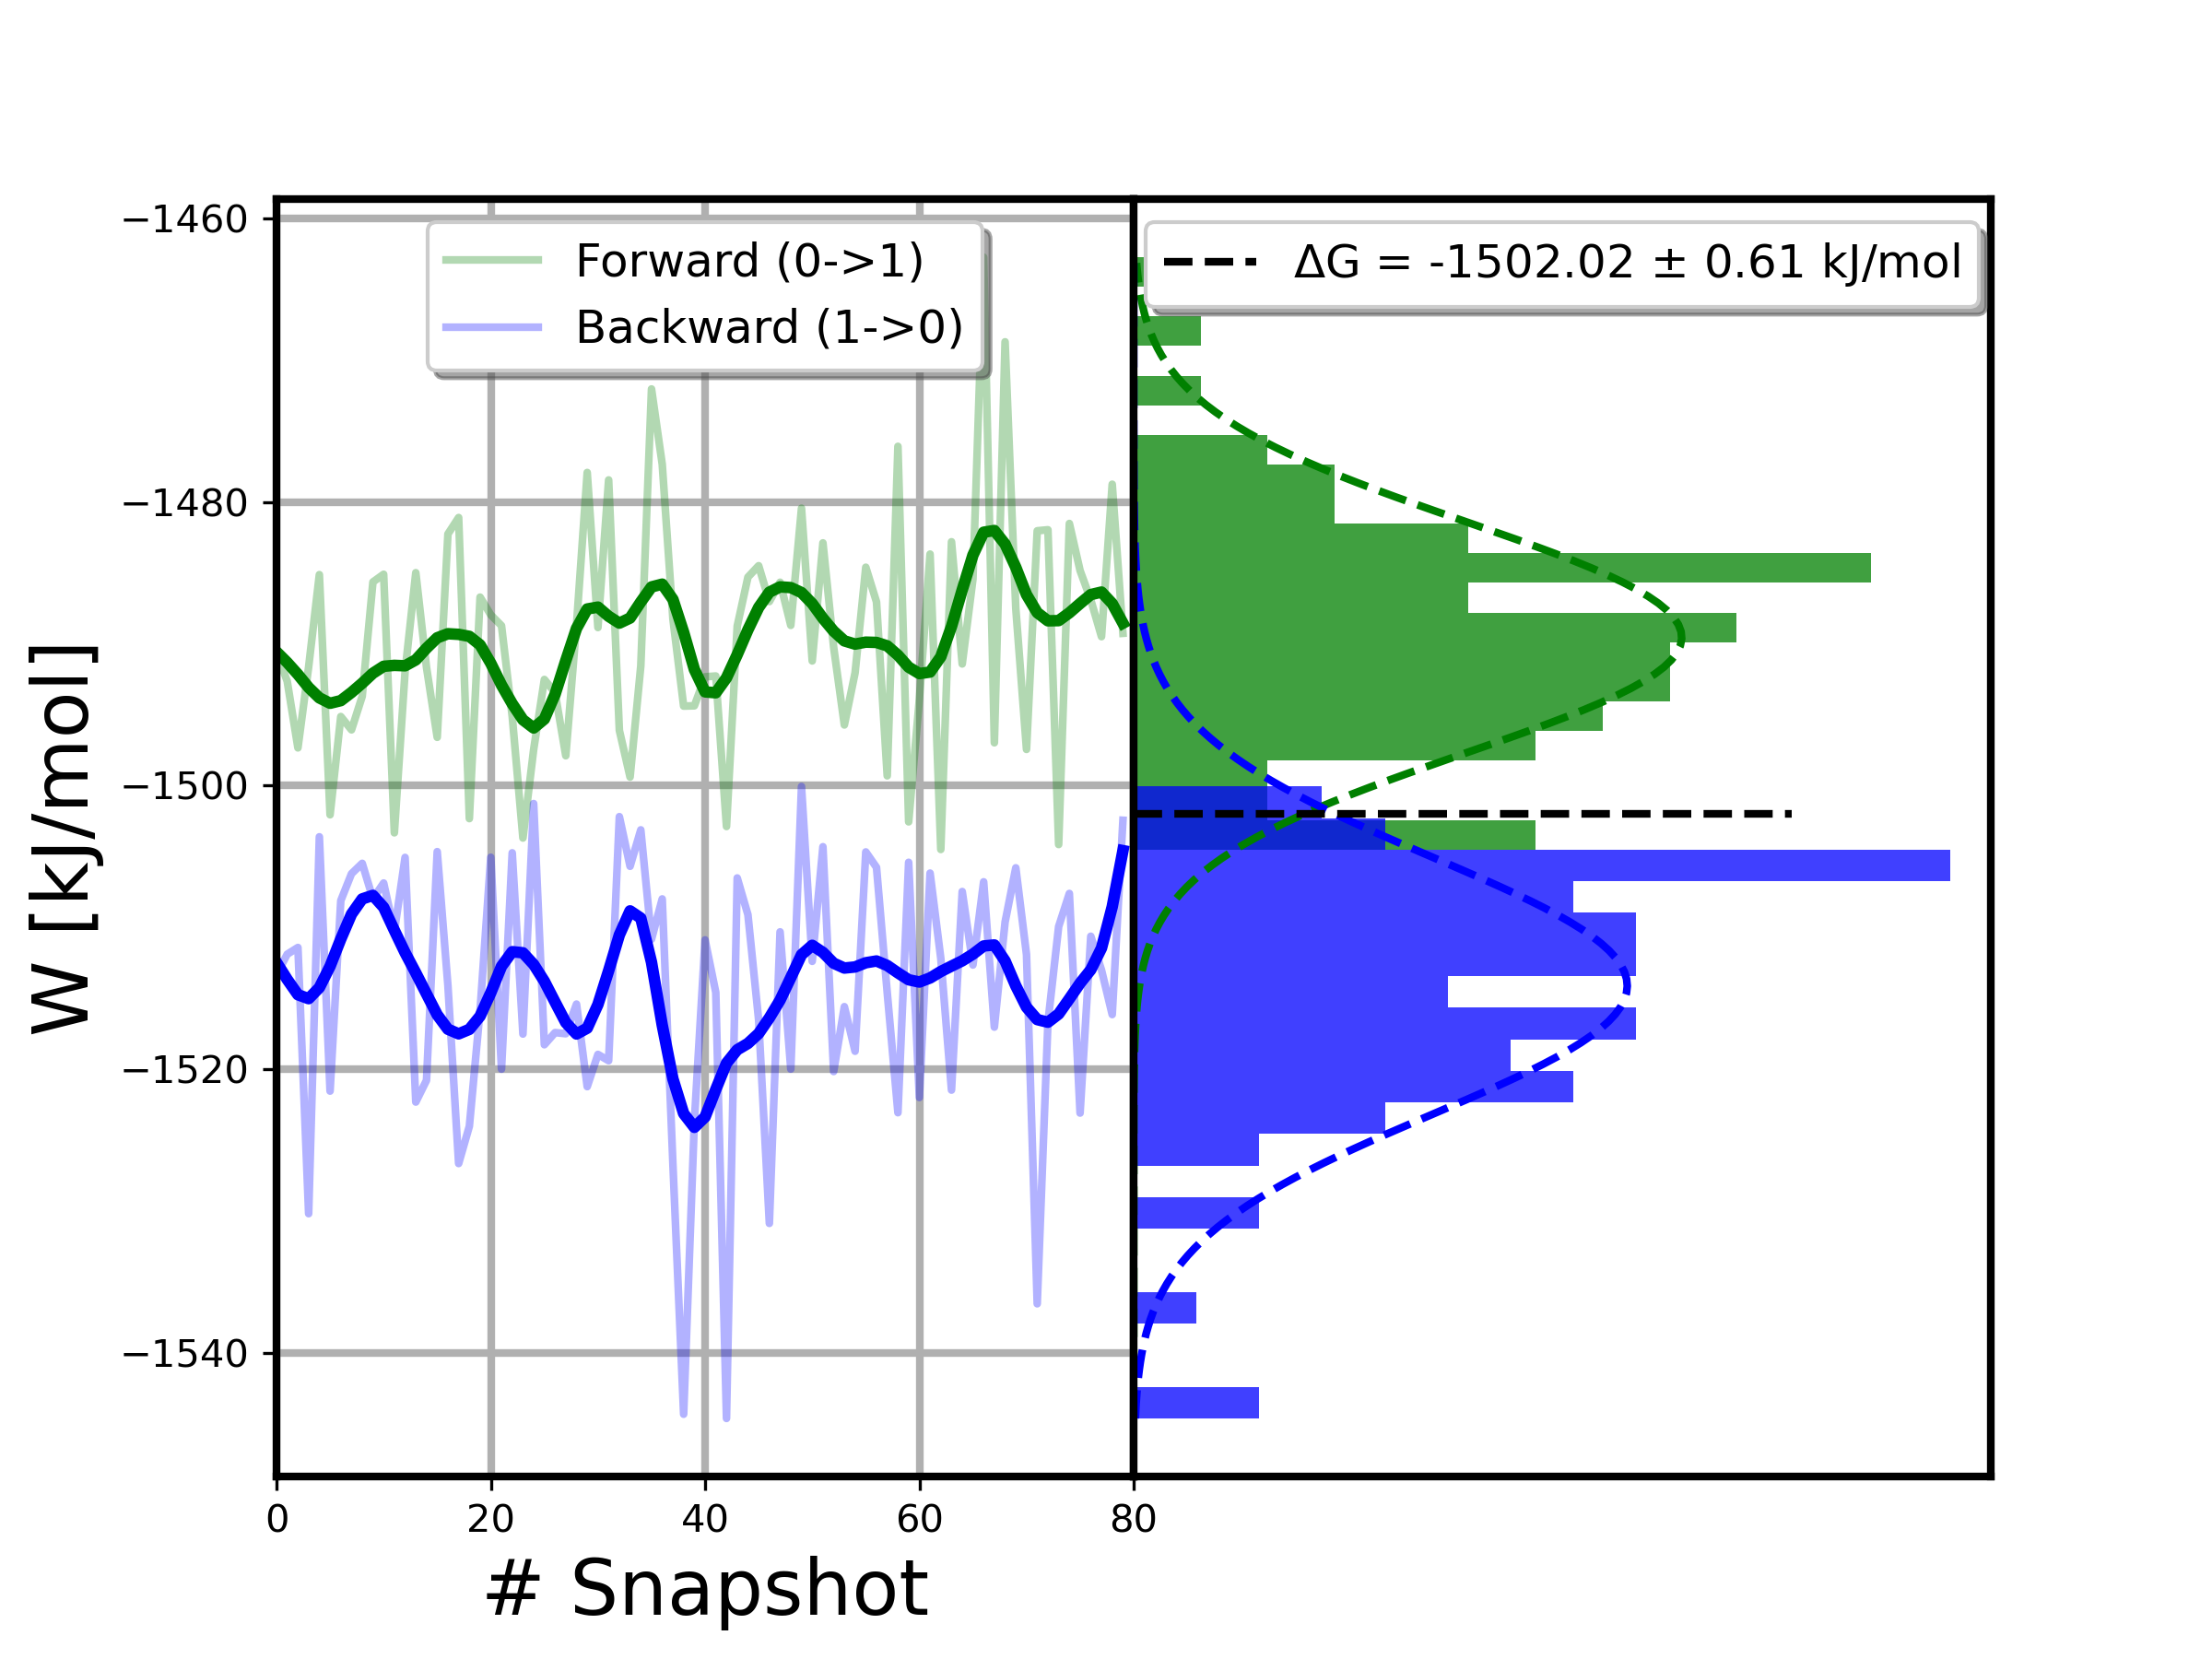 Forward (0->1)
Backward (1->0)
ΔG = -1502.02 ± 0.61 kJ/mol
W [kJ/mol]
−1460
−1480
−1500
−1520
−1540
0
20
40
60
80
# Snapshot